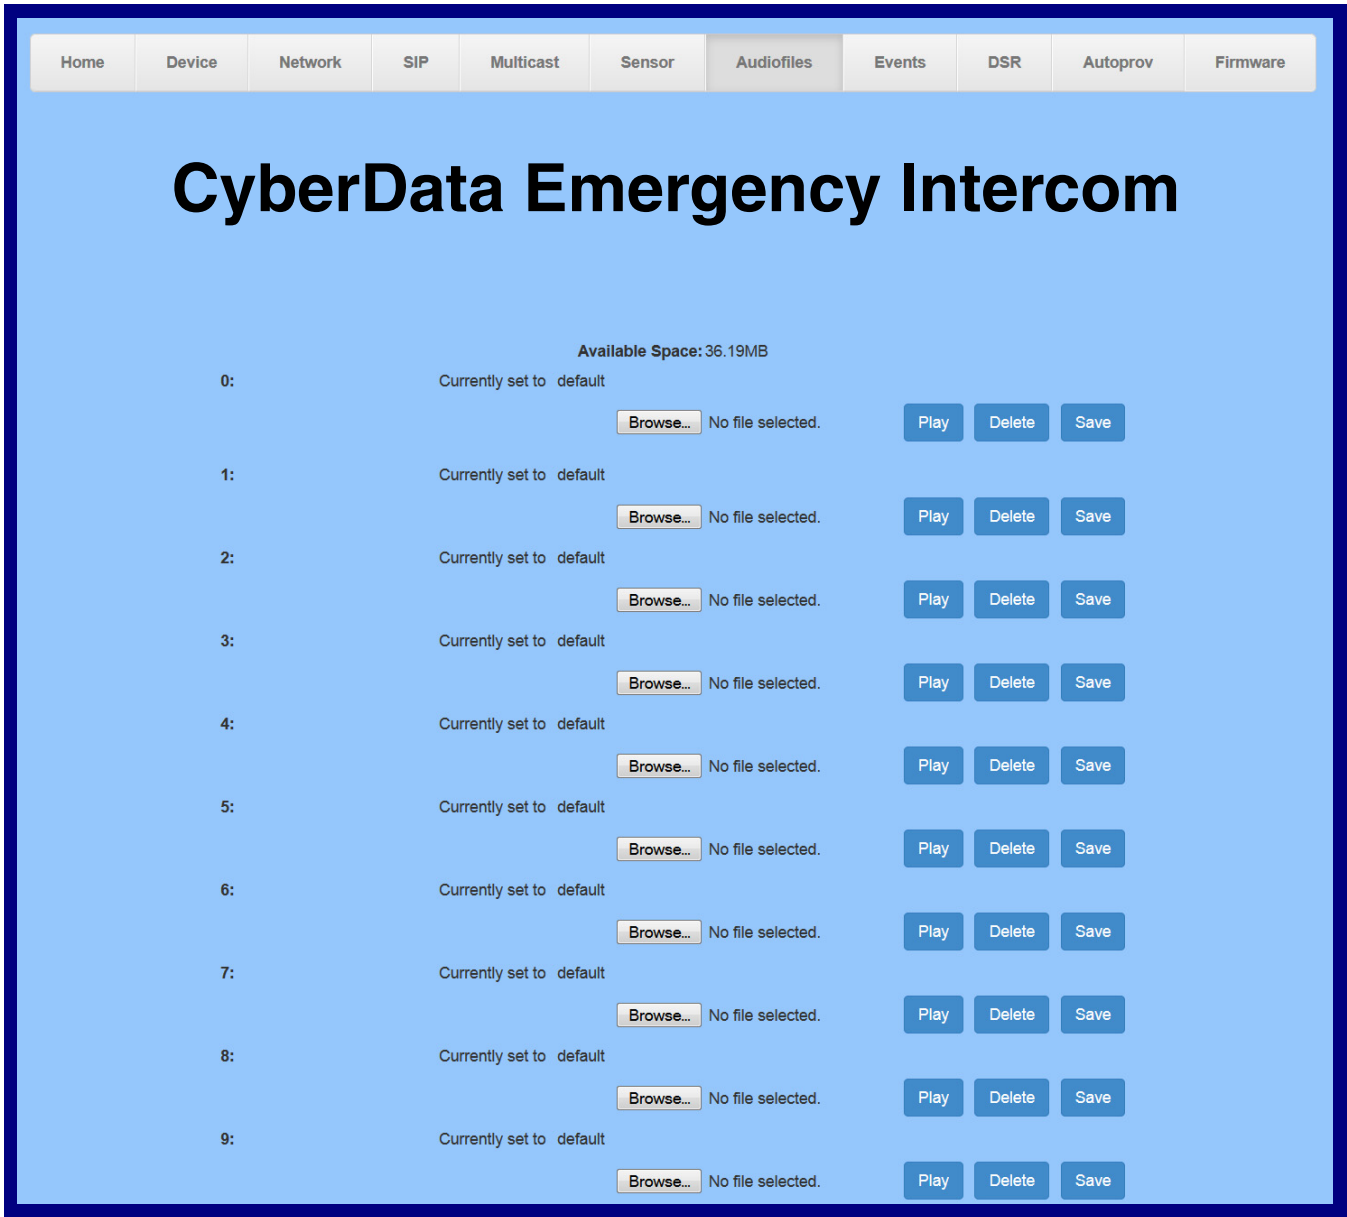 Home Device Network SIP Multicast Sensor Audiofiles Events DSR Autoprov Firmware
CyberData Emergency Intercom
Available Space: 36.19MB
0: Currently set to default
Browse... No file selected. Play Delete Save
1: Currently set to default
Browse... No file selected. Play Delete Save
2: Currently set to default
Browse... No file selected. Play Delete Save
3: Currently set to default
Browse... No file selected. Play Delete Save
4: Currently set to default
Browse... No file selected. Play Delete Save
5: Currently set to default
Browse... No file selected. Play Delete Save
6: Currently set to default
Browse... No file selected. Play Delete Save
7: Currently set to default
Browse... No file selected. Play Delete Save
8: Currently set to default
Browse... No file selected. Play Delete Save
9: Currently set to default
Browse... No file selected. Play Delete Save